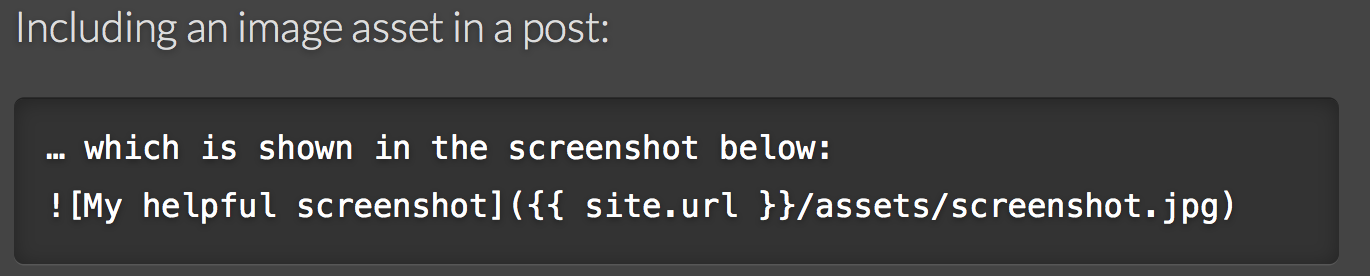 Including an image asset in a post:
… which is shown in the screenshot below:
![My helpful screenshot]({{ site.url }}/assets/screenshot.jpg)